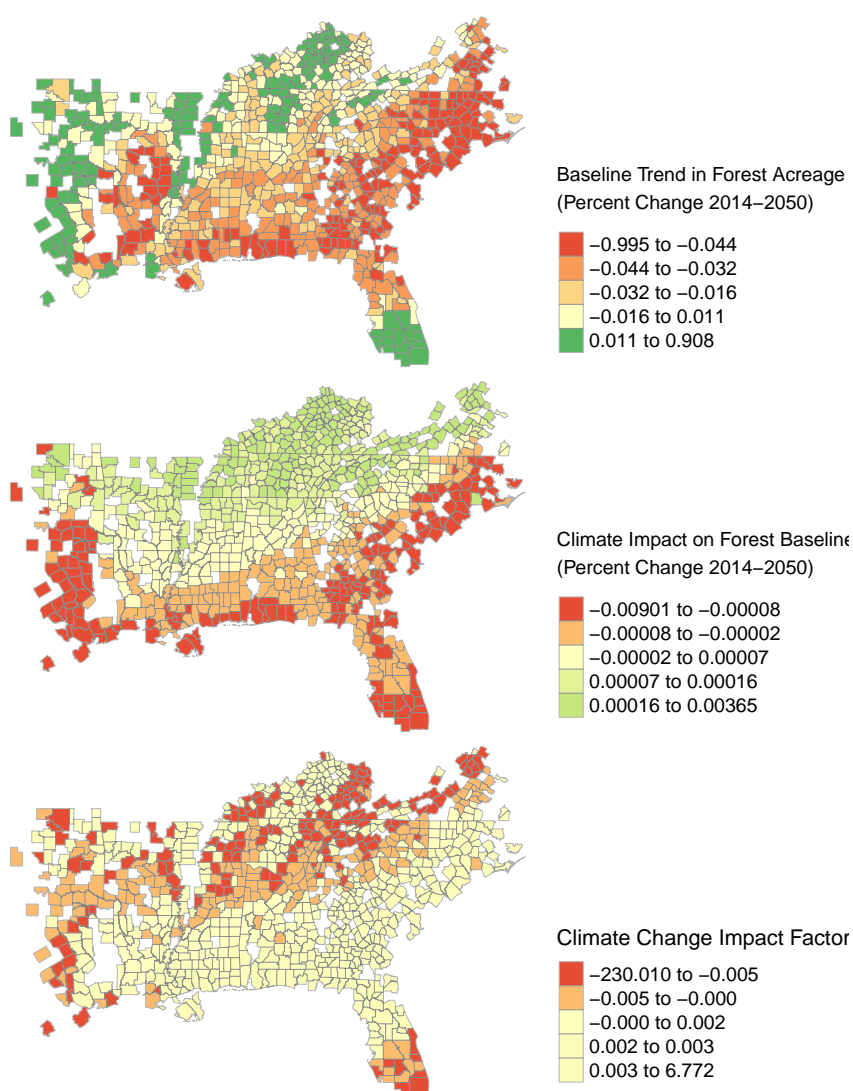 Baseline Trend in Forest Acreage
(Percent Change 2014−2050)
−0.995 to −0.044
−0.044 to −0.032
−0.032 to −0.016
−0.016 to 0.011
0.011 to 0.908
Climate Impact on Forest Baseline
(Percent Change 2014−2050)
−0.00901 to −0.00008
−0.00008 to −0.00002
−0.00002 to 0.00007
0.00007 to 0.00016
0.00016 to 0.00365
Climate Change Impact Factor
−230.010 to −0.005
−0.005 to −0.000
−0.000 to 0.002
0.002 to 0.003
0.003 to 6.772